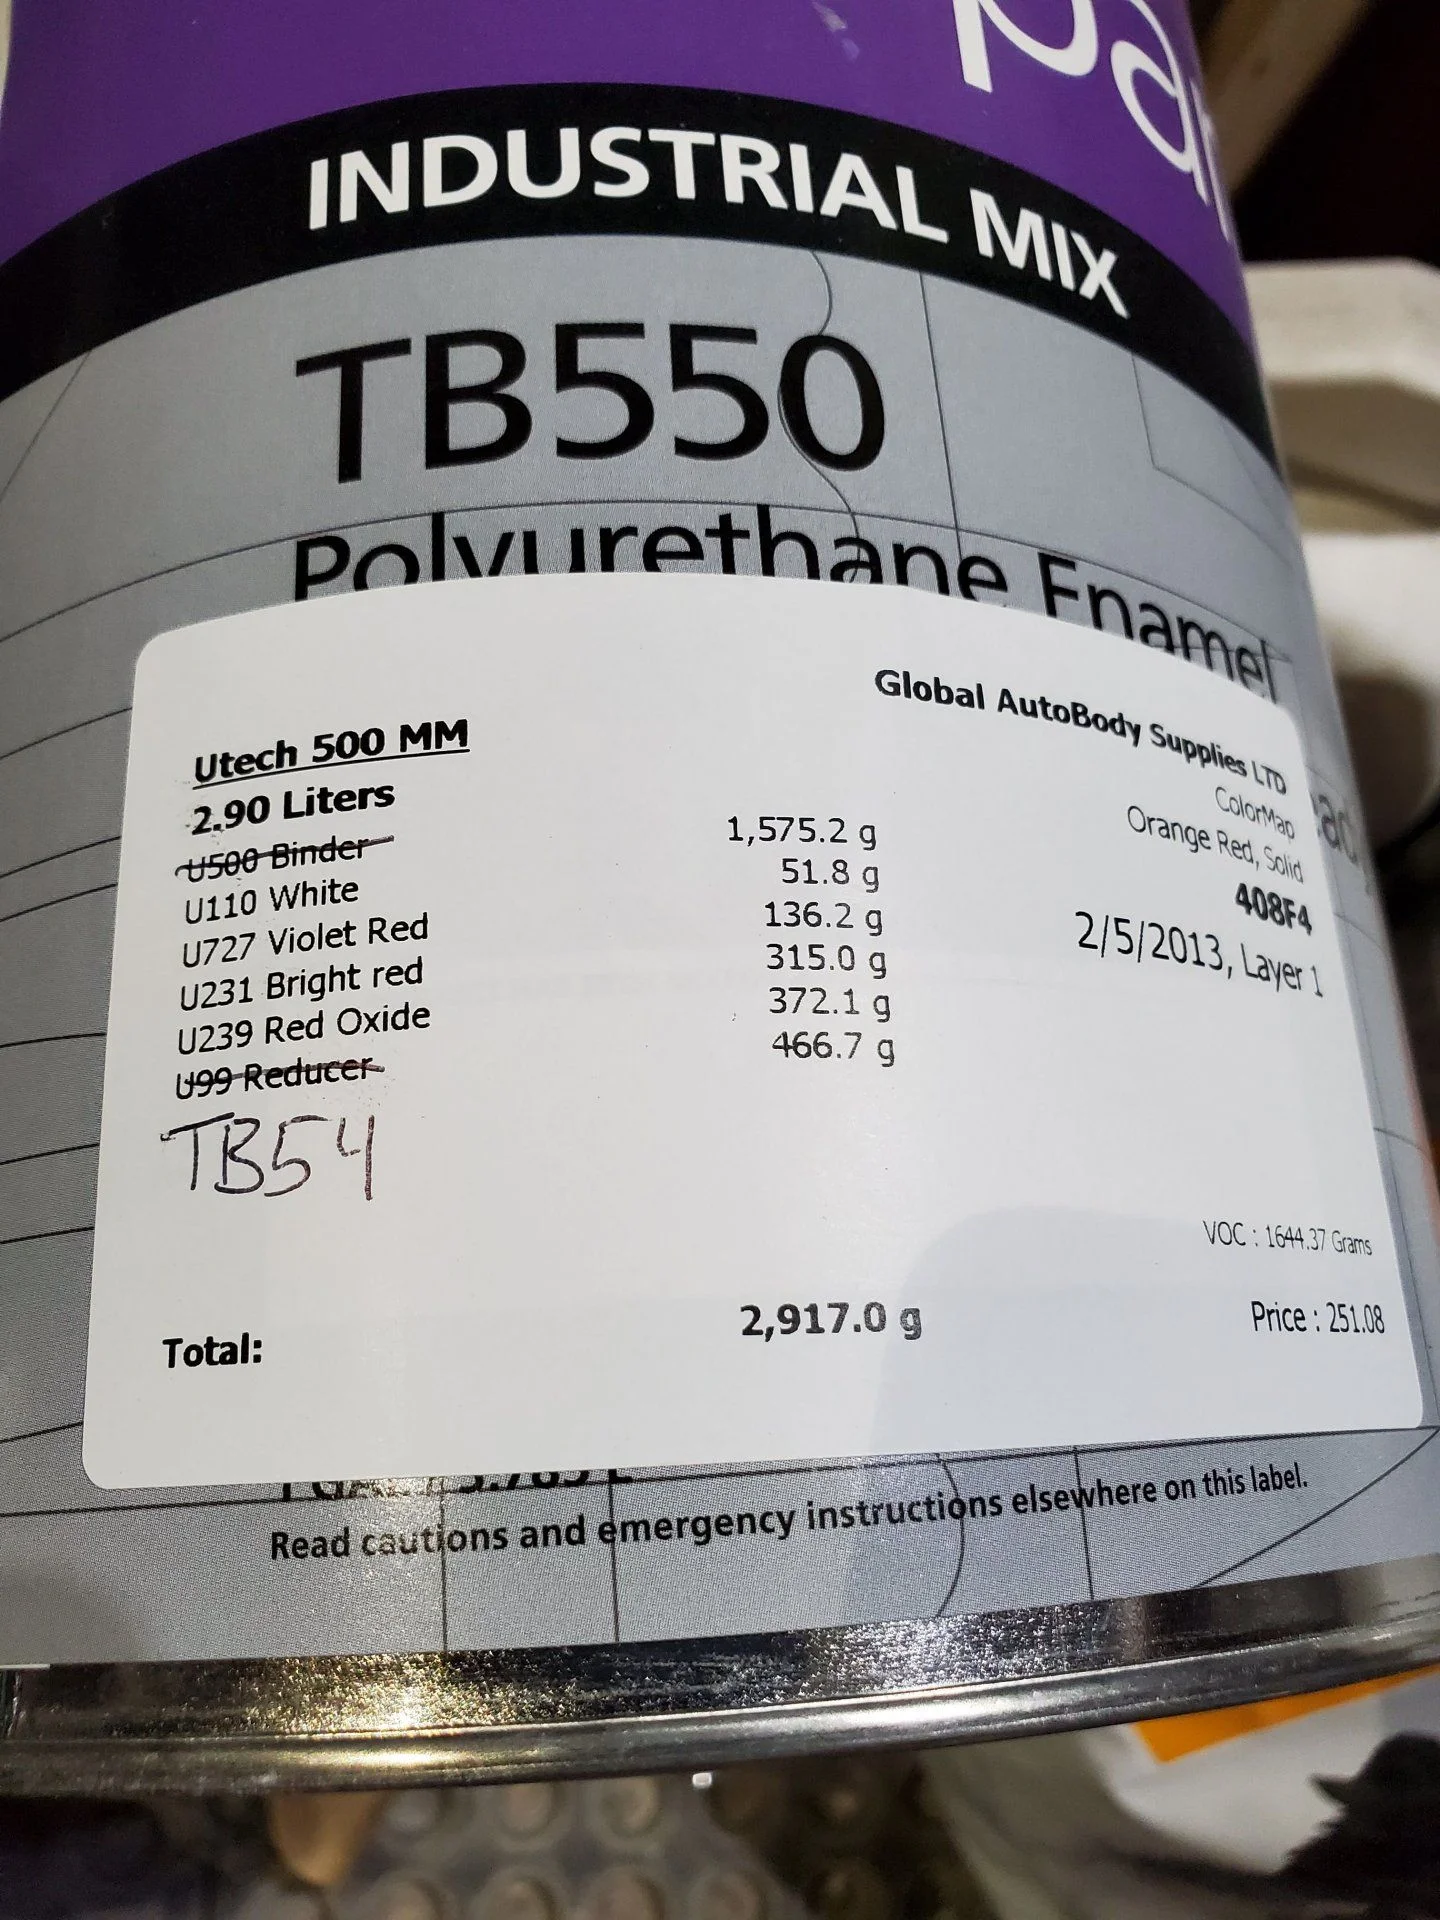 INDUSTRIAL MIX
TB550
Polyurethane Enamel
Global AutoBody Supplies LTD
ColorMap
Orange Red, Solid
408F4
2/5/2013, Layer 1
Utech 500 MM
2.90 Liters
U500 Binder 1,575.2 g
U110 White 51.8 g
U727 Violet Red 136.2 g
U231 Bright red 315.0 g
U239 Red Oxide 372.1 g
U99 Reducer 466.7 g
TB54
VOC : 1644.37 Grams
Total: 2,917.0 g
Price : 251.08
Read cautions and emergency instructions elsewhere on this label.